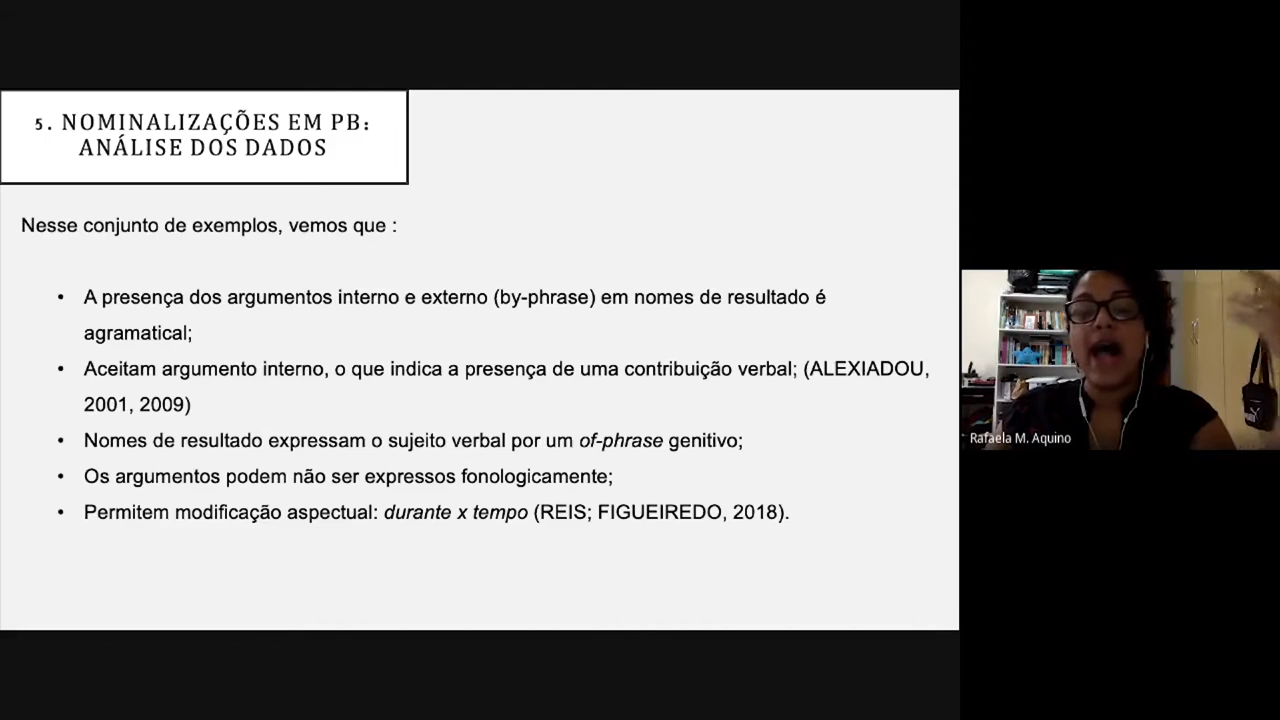 5. NOMINALIZAÇÕES EM PB:
ANÁLISE DOS DADOS
Nesse conjunto de exemplos, vemos que :
• A presença dos argumentos interno e externo (by-phrase) em nomes de resultado é
agramatical;
• Aceitam argumento interno, o que indica a presença de uma contribuição verbal; (ALEXIADOU,
2001, 2009)
• Nomes de resultado expressam o sujeito verbal por um of-phrase genitivo;
• Os argumentos podem não ser expressos fonologicamente;
• Permitem modificação aspectual: durante x tempo (REIS; FIGUEIREDO, 2018).
Rafaela M. Aquino